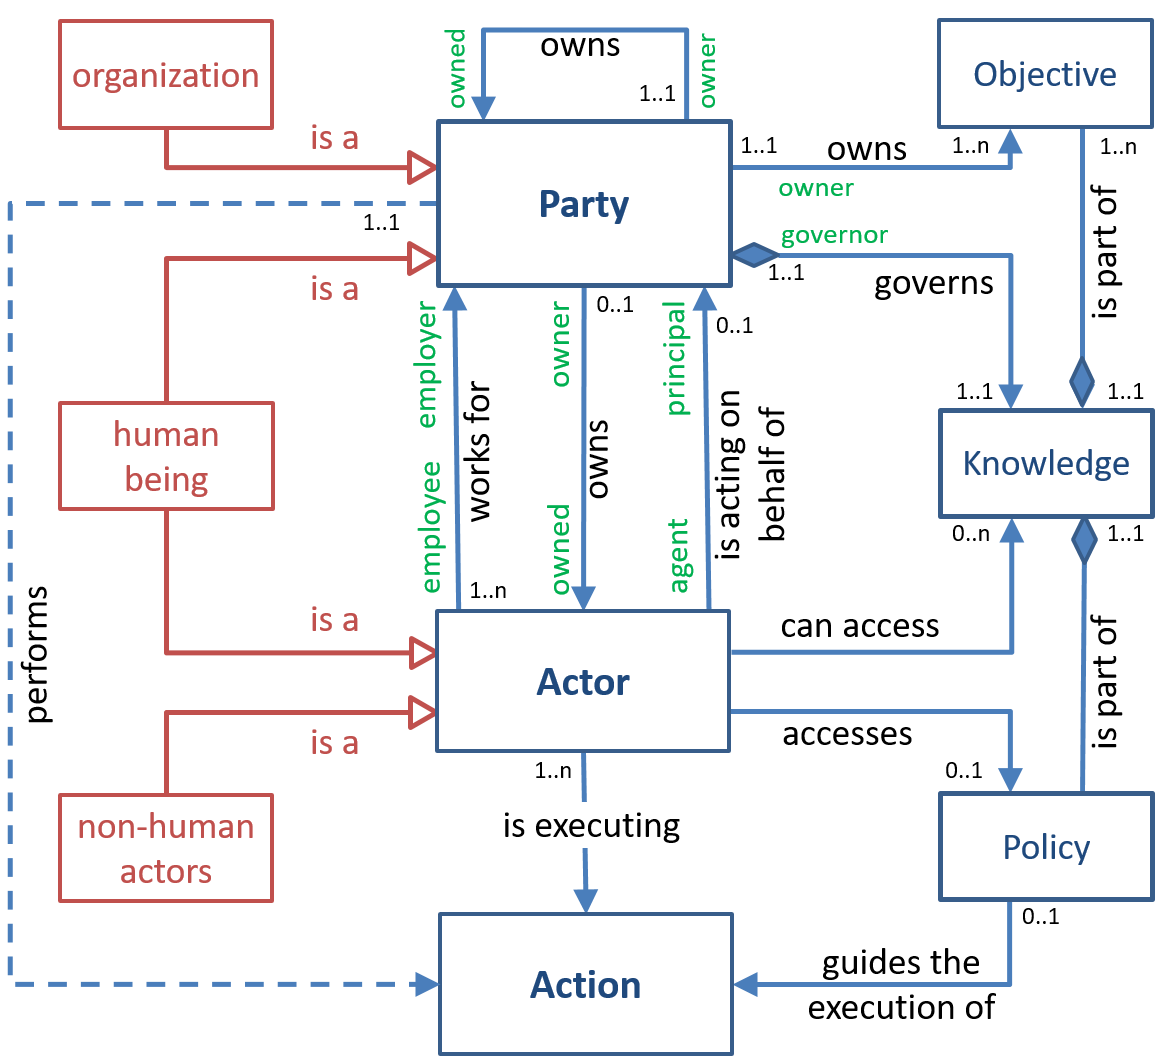 organization
is a
owned
owns
owner
1..1
Objective
1..1
owns
1..n
owner
1..n
Party
1..1
governor
1..1
governs
is part of
is a
employer
0..1
owner
principal
0..1
1..1
1..1
human
being
works for
owns
is acting on
behalf of
Knowledge
employee
owned
agent
0..n
1..1
1..n
is a
can access
performs
is part of
Actor
is a
accesses
1..n
0..1
non-human
actors
is executing
Policy
0..1
guides the
execution of
Action